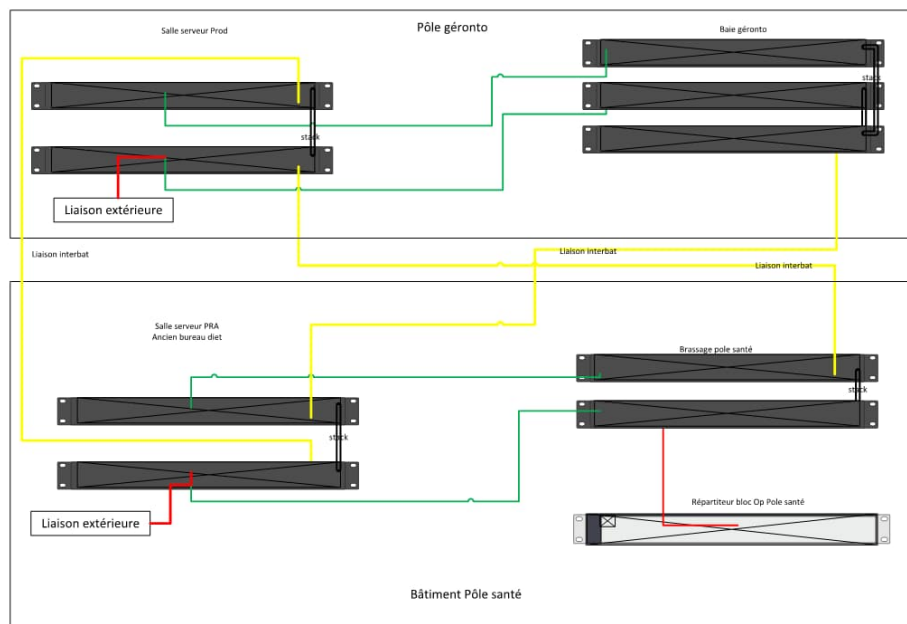 Pôle géronto
Salle serveur Prod
Baie géronto
stack
stack
Liaison extérieure
Liaison interbat
Liaison interbat
Liaison interbat
Salle serveur PRA
Ancien bureau diet
Brassage pole santé
stack
stack
Liaison extérieure
Répartiteur bloc Op Pole santé
Bâtiment Pôle santé